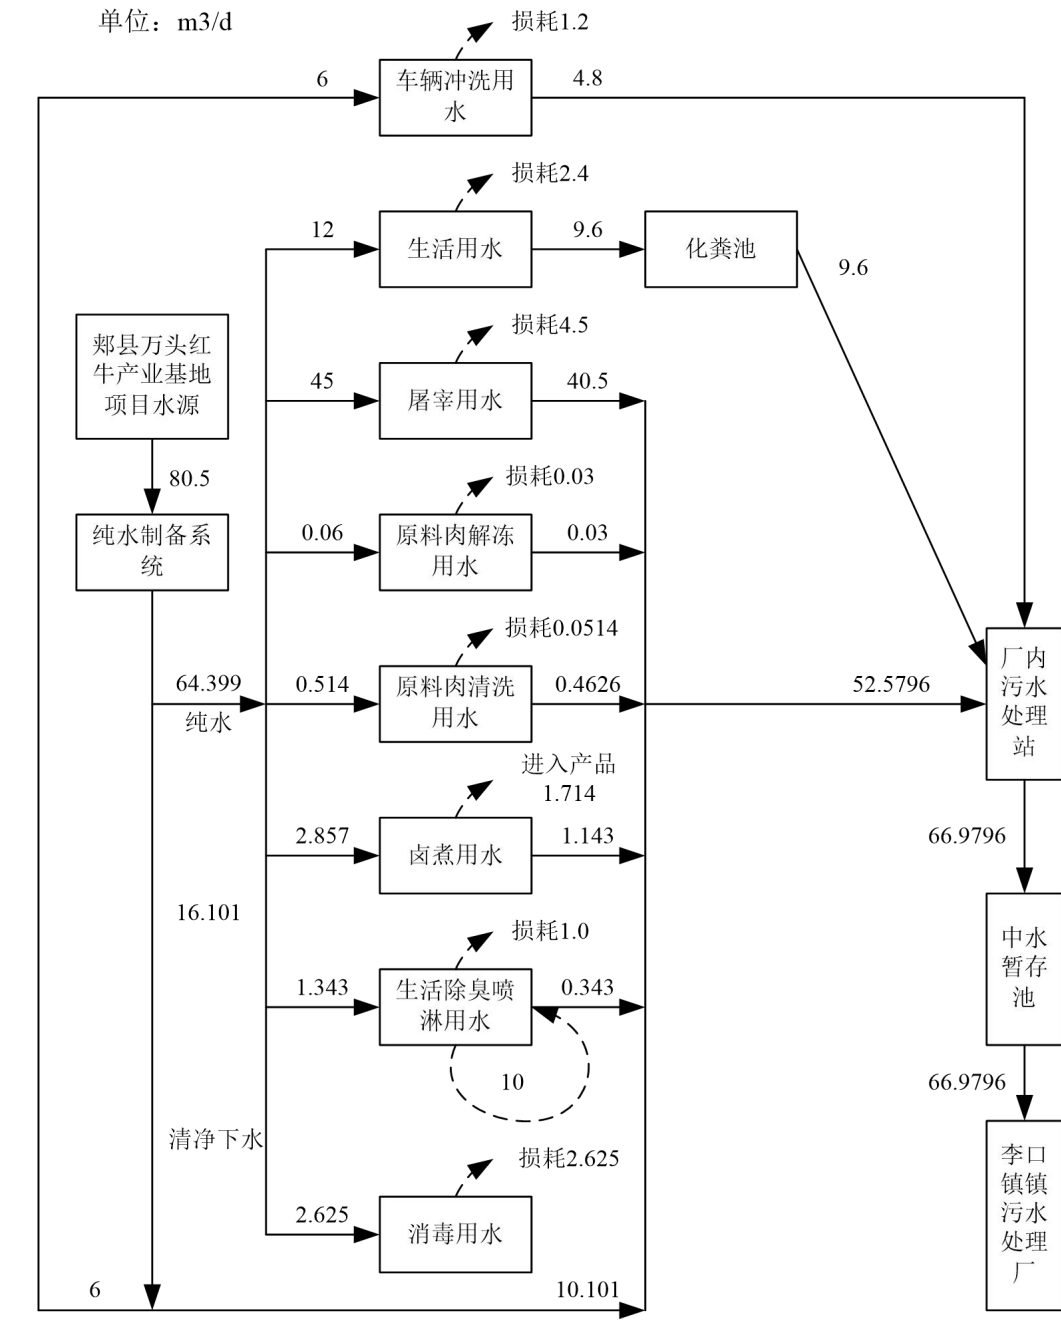 单位：m3/d
损耗1.2
6
车辆冲洗用
水
4.8
损耗2.4
12
生活用水
9.6
化粪池
9.6
郏县万头红
牛产业基地
项目水源
损耗4.5
45
屠宰用水
40.5
80.5
纯水制备系
统
损耗0.03
0.06
原料肉解冻
用水
0.03
损耗0.0514
64.399
纯水
0.514
原料肉清洗
用水
0.4626
52.5796
厂内
污水
处理
站
进入产品
1.714
2.857
卤煮用水
1.143
66.9796
16.101
损耗1.0
1.343
生活除臭喷
淋用水
0.343
10
中水
暂存
池
66.9796
清净下水
损耗2.625
2.625
消毒用水
李口
镇镇
污水
处理
厂
6
10.101